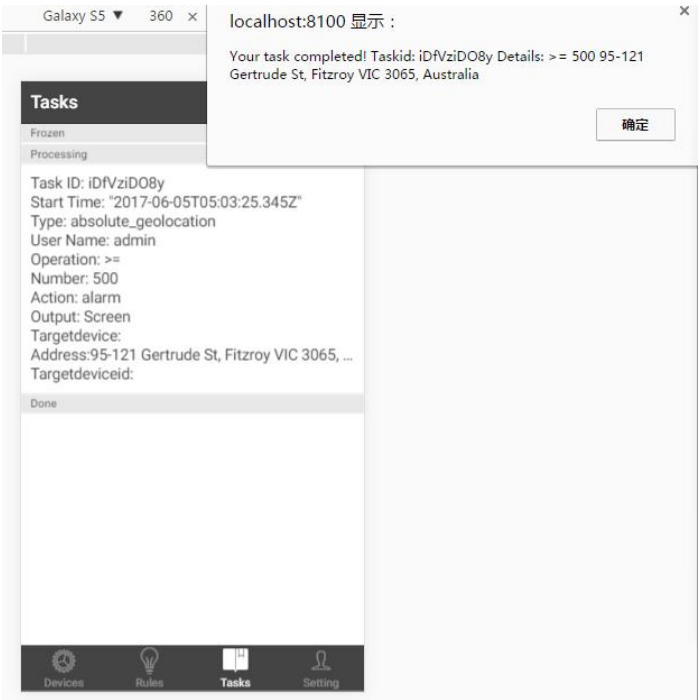 Galaxy S5 ▼ 360 ×
localhost:8100 显示：
Your task completed! Taskid: iDfVziDO8y Details: >= 500 95-121
Gertrude St, Fitzroy VIC 3065, Australia
确定
Tasks
Frozen
Processing
Task ID: iDfVziDO8y
Start Time: "2017-06-05T05:03:25.345Z"
Type: absolute_geolocation
User Name: admin
Operation: >=
Number: 500
Action: alarm
Output: Screen
Targetdevice:
Address:95-121 Gertrude St, Fitzroy VIC 3065, ...
Targetdeviceid:
Done
Devices Rules Tasks Setting